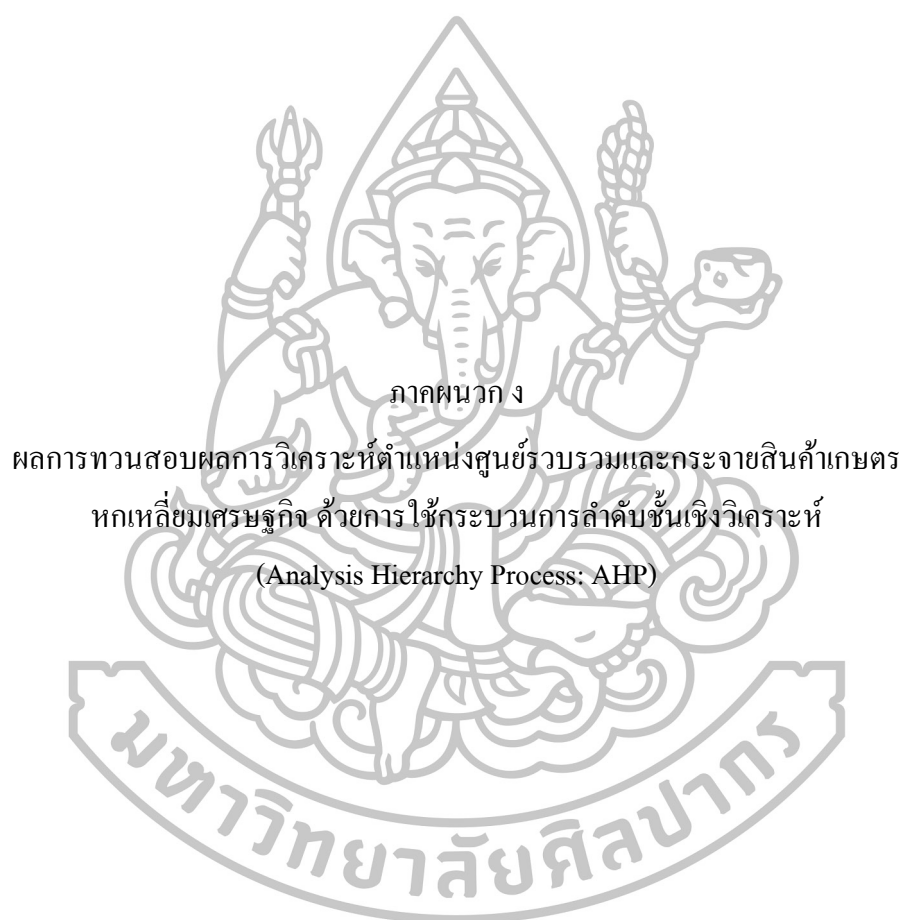 ภาคผนวก ง
ผลการทวนสอบผลการวิเคราะห์ตำแหน่งศูนย์รวบรวมและกระจายสินค้าเกษตร
หกเหลี่ยมเศรษฐกิจ ด้วยการใช้กระบวนการลำดับชั้นเชิงวิเคราะห์
(Analysis Hierarchy Process: AHP)
มหาวิทยาลัยศิลปากร